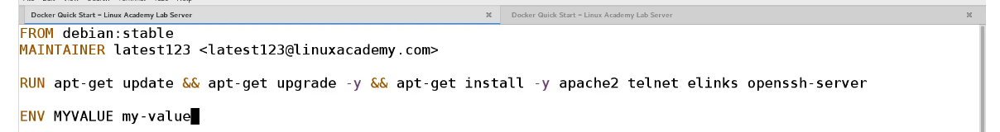 Docker Quick Start - Linux Academy Lab Server ✖ Docker Quick Start - Linux Academy Lab Server ✖
FROM debian:stable
MAINTAINER latest123 <latest123@linuxacademy.com>
RUN apt-get update && apt-get upgrade -y && apt-get install -y apache2 telnet elinks openssh-server
ENV MYVALUE my-value